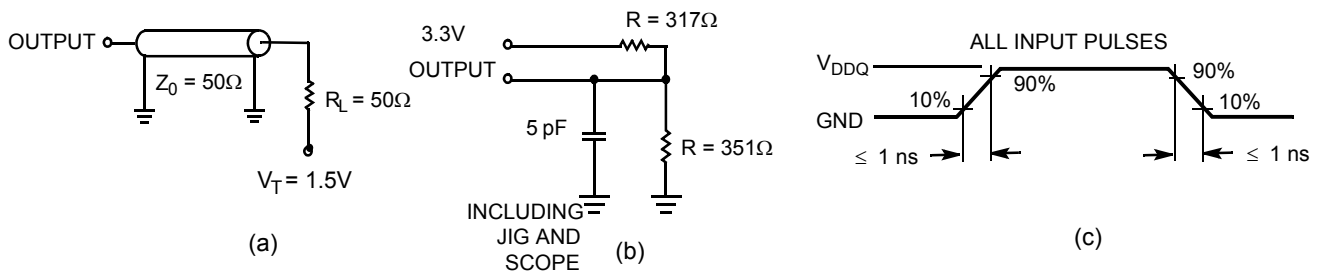 OUTPUT
Z0 = 50Ω
RL = 50Ω
VT = 1.5V
(a)
R = 317Ω
3.3V
OUTPUT
5 pF
R = 351Ω
INCLUDING
JIG AND
SCOPE
(b)
ALL INPUT PULSES
VDDQ
GND
10%
90%
90%
10%
≤ 1 ns
≤ 1 ns
(c)